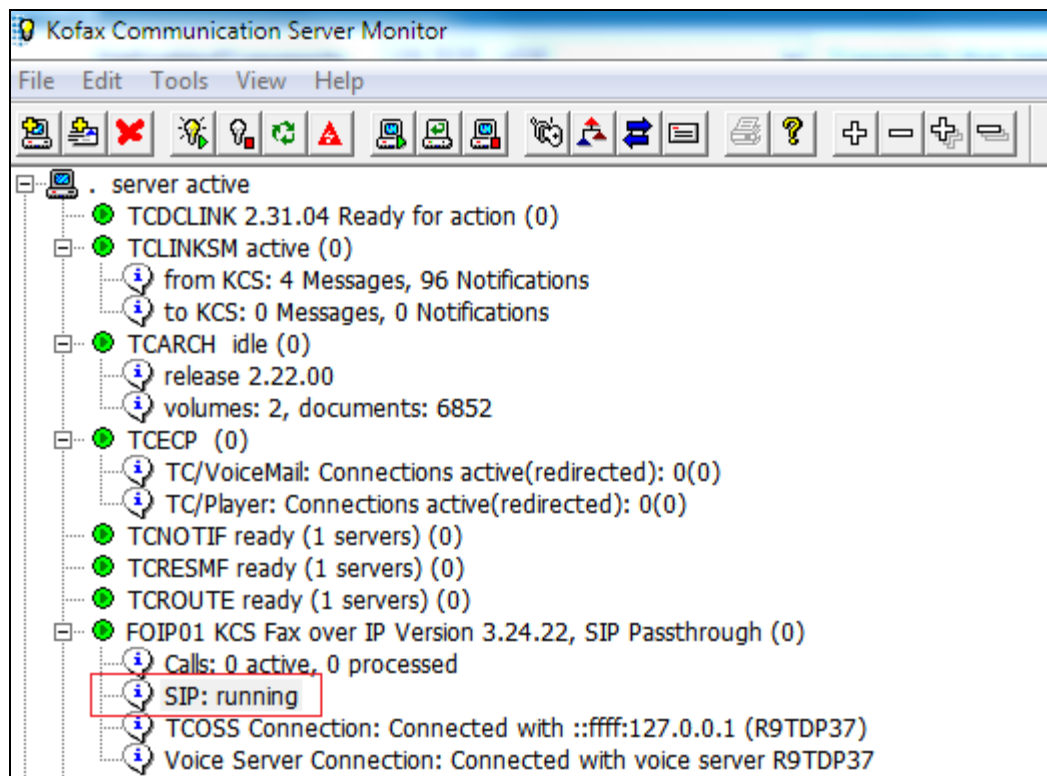 Kofax Communication Server Monitor
File Edit Tools View Help
. server active
TCDCLINK 2.31.04 Ready for action (0)
TCLINKSM active (0)
from KCS: 4 Messages, 96 Notifications
to KCS: 0 Messages, 0 Notifications
TCARCH idle (0)
release 2.22.00
volumes: 2, documents: 6852
TCECP (0)
TC/VoiceMail: Connections active(redirected): 0(0)
TC/Player: Connections active(redirected): 0(0)
TCNOTIF ready (1 servers) (0)
TCRESMF ready (1 servers) (0)
TCROUTE ready (1 servers) (0)
FOIP01 KCS Fax over IP Version 3.24.22, SIP Passthrough (0)
Calls: 0 active, 0 processed
SIP: running
TCOSS Connection: Connected with ::ffff:127.0.0.1 (R9TDP37)
Voice Server Connection: Connected with voice server R9TDP37